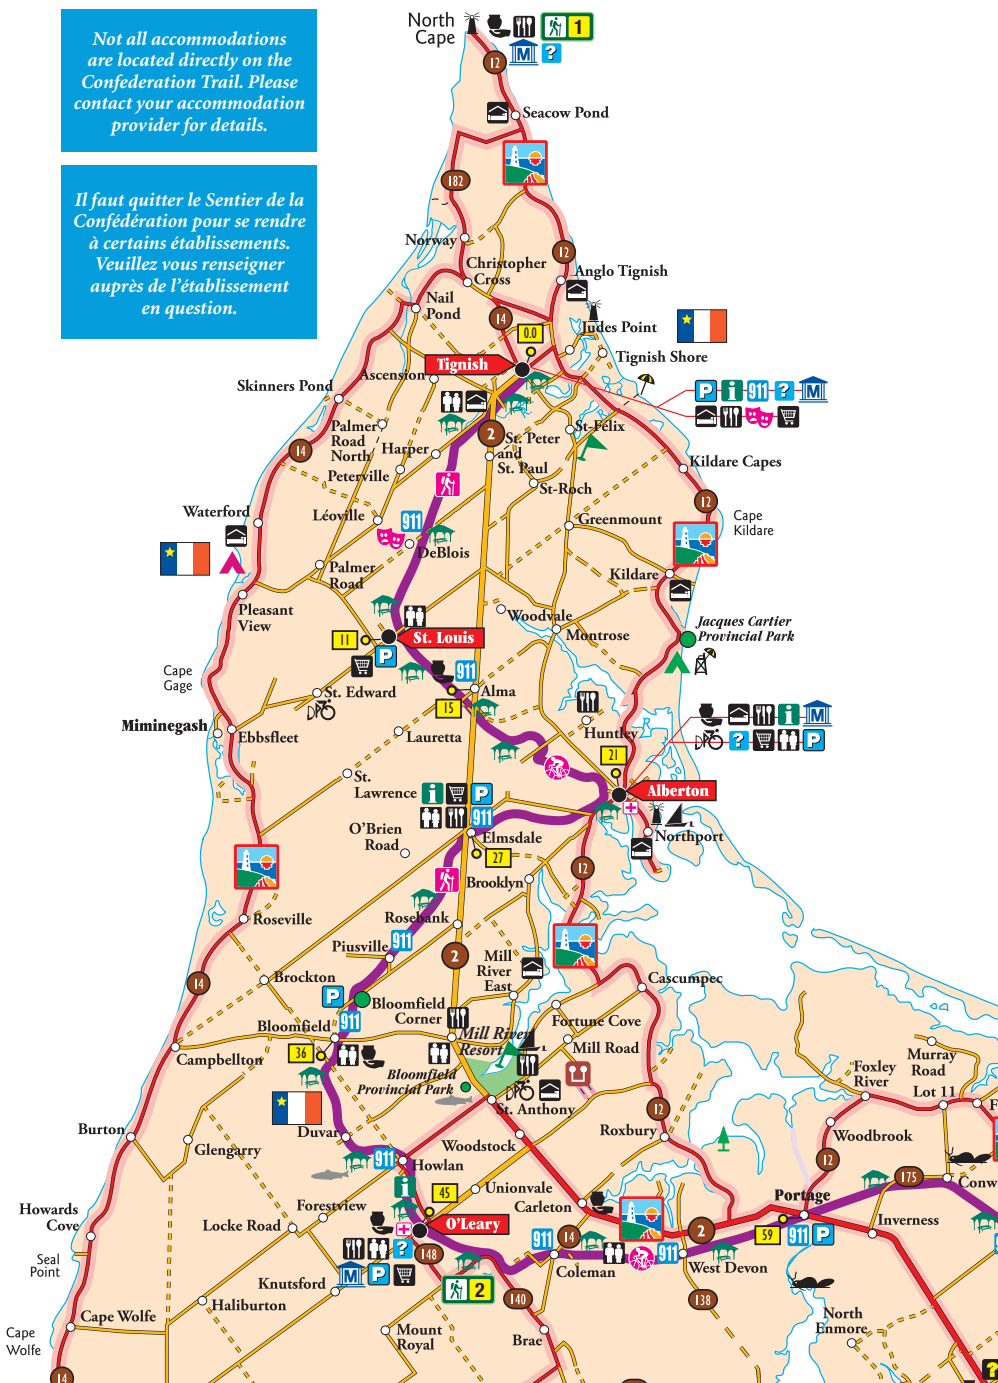 North
Cape
1
M ?
12
Not all accommodations
are located directly on the
Confederation Trail. Please
contact your accommodation
provider for details.
Seacow Pond
Il faut quitter le Sentier de la
Confédération pour se rendre
à certains établissements.
Veuillez vous renseigner
auprès de l'établissement
en question.
182
Norway
12
Christopher
Cross
Anglo Tignish
Nail
Pond
14
0.0
Judes Point
Tignish Shore
Tignish
Ascension
Skinners Pond
P i 911 ? M
Palmer
Road
North
2
St. Peter
and
St. Paul
St-Félix
Harper
14
Kildare Capes
Peterville
St-Roch
12
Waterford
Léoville
911
Greenmount
Cape
Kildare
DeBlois
Palmer
Road
Kildare
Pleasant
View
Woodvale
Jacques Cartier
Provincial Park
11
St. Louis
Montrose
P
911
Cape
Gage
St. Edward
15
Alma
i M
Miminegash
Ebbsfleet
Lauretta
Huntley
? P
21
St.
Lawrence
i P
911
Alberton
O'Brien
Road
Elmsdale
Northport
27
12
Brooklyn
Roseville
Rosebank
911
Piusville
2
Mill
River
East
14
Brockton
Cascumpec
P
Bloomfield
Corner
911
Fortune Cove
Bloomfield
Mill River
Resort
Mill Road
36
Campbellton
Murray
Road
Bloomfield
Provincial Park
Foxley
River
Lot 11
St. Anthony
12
F
Burton
Duvar
Roxbury
Woodbrook
Glengarry
Woodstock
911
Howlan
12
i
45
Unionvale
175
Conw
Howards
Cove
Forestview
Carleton
Portage
Locke Road
O'Leary
2
59
911 P
Inverness
Seal
Point
?
148
911
14
911
West Devon
Knutsford
M P
Coleman
2
140
138
Haliburton
North
Enmore
Cape Wolfe
Cape
Wolfe
Mount
Royal
Brae
14
?